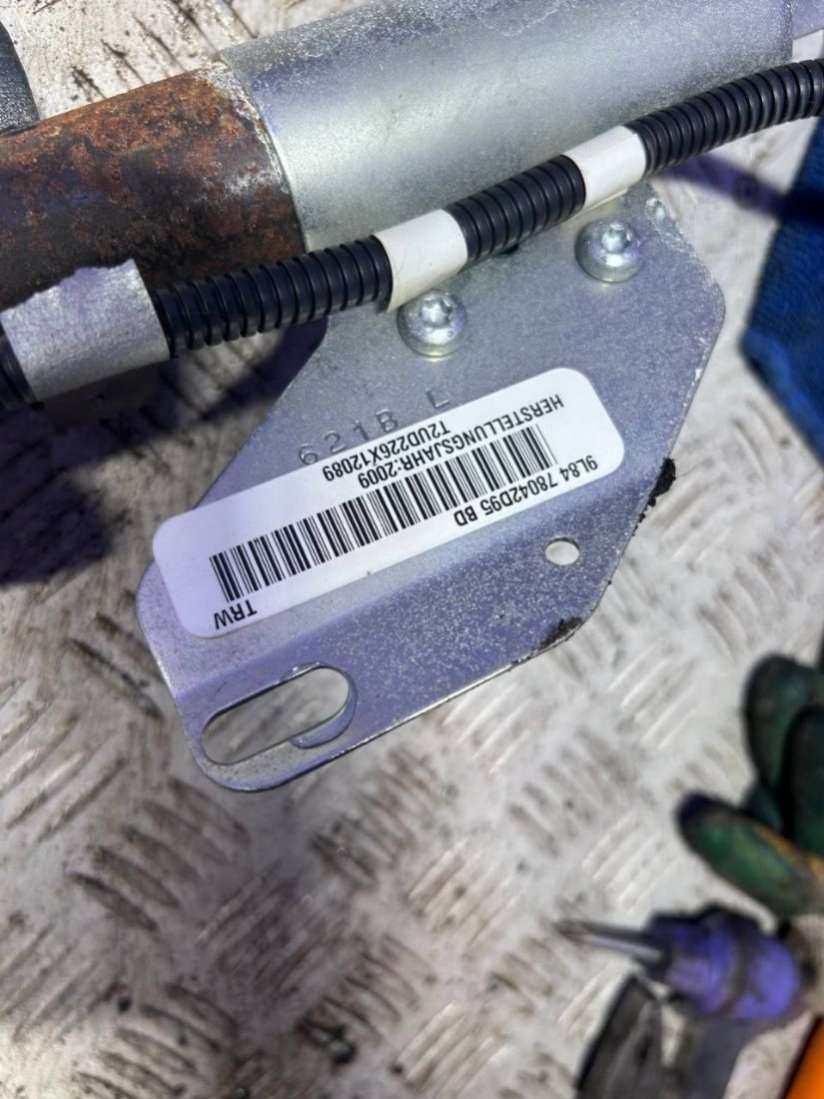 621B L
TRW
9L84 78042D95 BD
HERSTELLUNGSJAHR:2009
T2UD226X12089